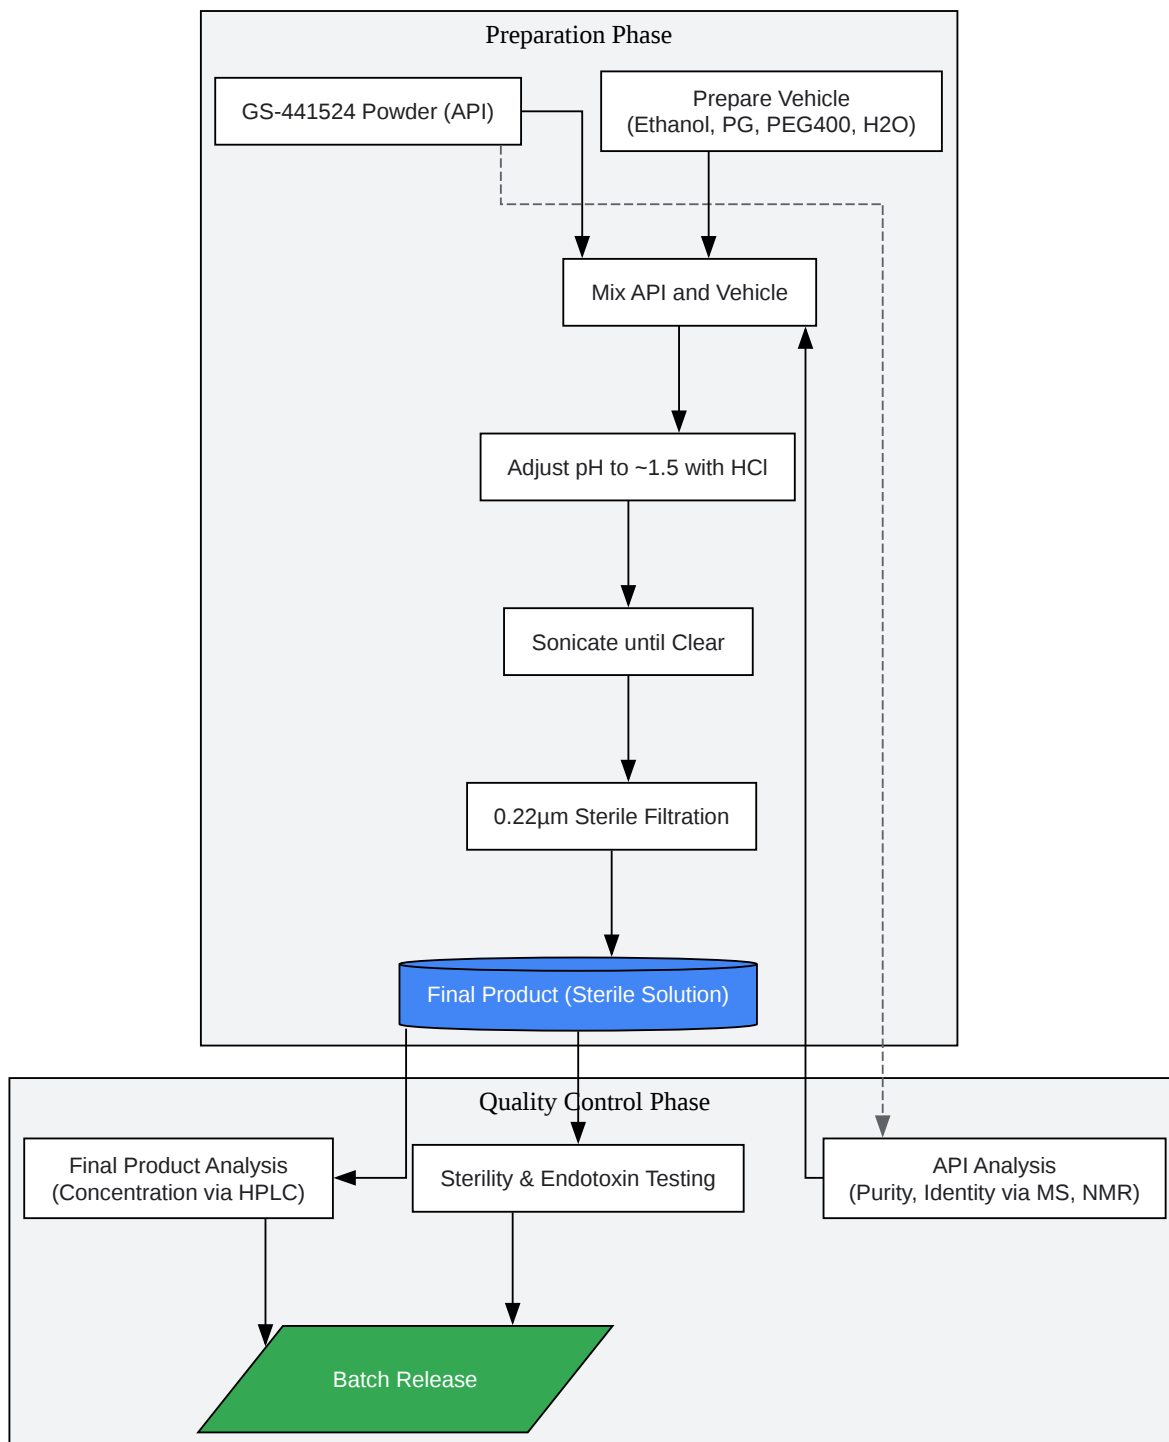 Preparation Phase
GS-441524 Powder (API)
Prepare Vehicle
(Ethanol, PG, PEG400, H2O)
Mix API and Vehicle
Adjust pH to ~1.5 with HCl
Sonicate until Clear
0.22µm Sterile Filtration
Final Product (Sterile Solution)
Quality Control Phase
Final Product Analysis
(Concentration via HPLC)
Sterility & Endotoxin Testing
API Analysis
(Purity, Identity via MS, NMR)
Batch Release